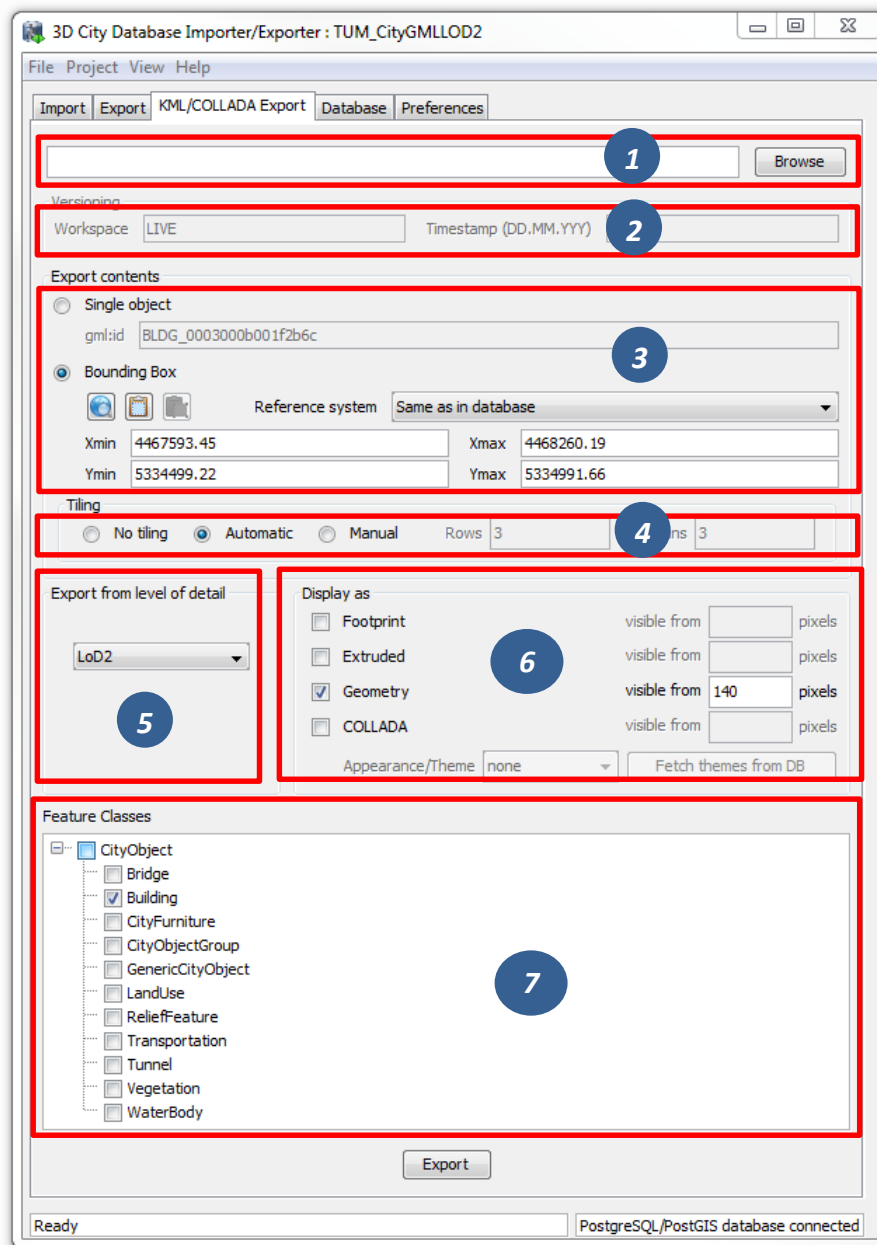 3D City Database Importer/Exporter : TUM_CityGMLLOD2
File Project View Help
Import Export KML/COLLADA Export Database Preferences
1 Browse
Versioning
Workspace LIVE Timestamp (DD.MM.YYY) 2
Export contents
Single object
gml:id BLDG_0003000b001f2b6c
3
Bounding Box
Reference system Same as in database
Xmin 4467593.45 Xmax 4468260.19
Ymin 5334499.22 Ymax 5334991.66
Tiling
No tiling Automatic Manual Rows 3 4 ns 3
Export from level of detail
LoD2
5
Display as
Footprint visible from pixels
Extruded visible from pixels
6
Geometry visible from 140 pixels
COLLADA visible from pixels
Appearance/Theme none Fetch themes from DB
Feature Classes
CityObject
Bridge
Building
CityFurniture
CityObjectGroup
GenericCityObject
7
LandUse
ReliefFeature
Transportation
Tunnel
Vegetation
WaterBody
Export
Ready PostgreSQL/PostGIS database connected